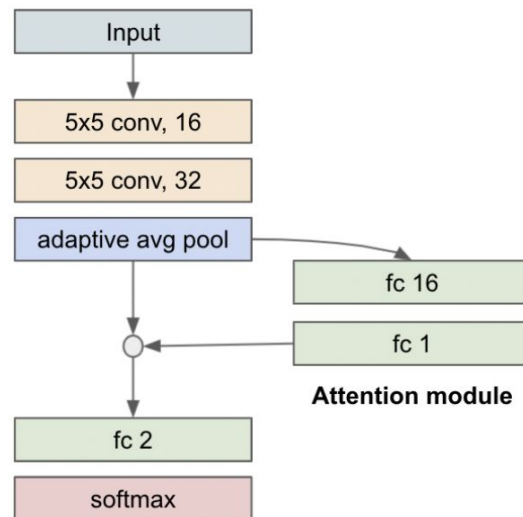 Input
5x5 conv, 16
5x5 conv, 32
adaptive avg pool
fc 16
fc 1
Attention module
fc 2
softmax